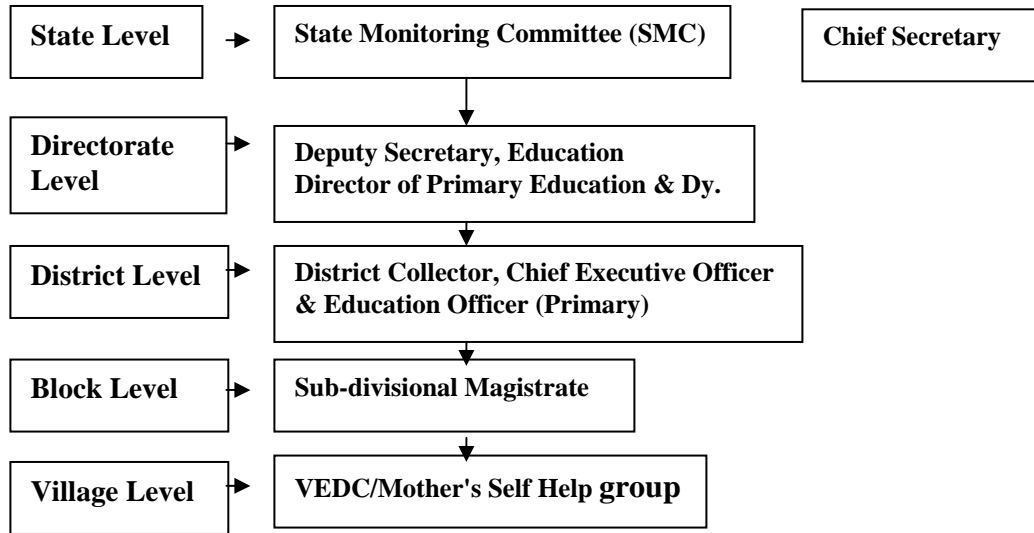 State Level
State Monitoring Committee (SMC)
Chief Secretary
Directorate
Level
Deputy Secretary, Education
Director of Primary Education & Dy.
District Level
District Collector, Chief Executive Officer
& Education Officer (Primary)
Block Level
Sub-divisional Magistrate
Village Level
VEDC/Mother's Self Help group